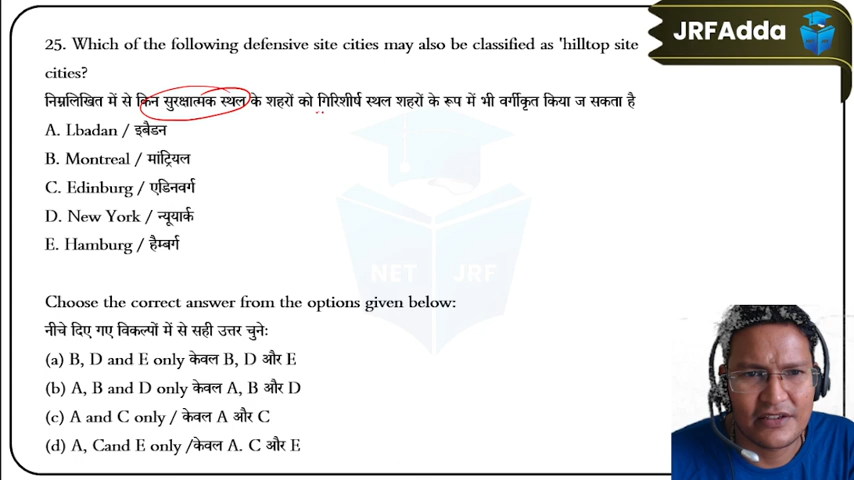 JRFAdda
25. Which of the following defensive site cities may also be classified as 'hilltop site
cities?
निम्नलिखित में से किन सुरक्षात्मक स्थल के शहरों को गिरिशीर्ष स्थल शहरों के रूप में भी वर्गीकृत किया ज सकता है
A. Lbadan / इबैडन
B. Montreal / मांट्रियल
C. Edinburg / एडिनवर्ग
D. New York / न्यूयार्क
E. Hamburg / हैम्बर्ग
NET JRF
Choose the correct answer from the options given below:
नीचे दिए गए विकल्पों में से सही उत्तर चुनेः
(a) B, D and E only केवल B, D और E
(b) A, B and D only केवल A, B और D
(c) A and C only / केवल A और C
(d) A, Cand E only /केवल A. C और E